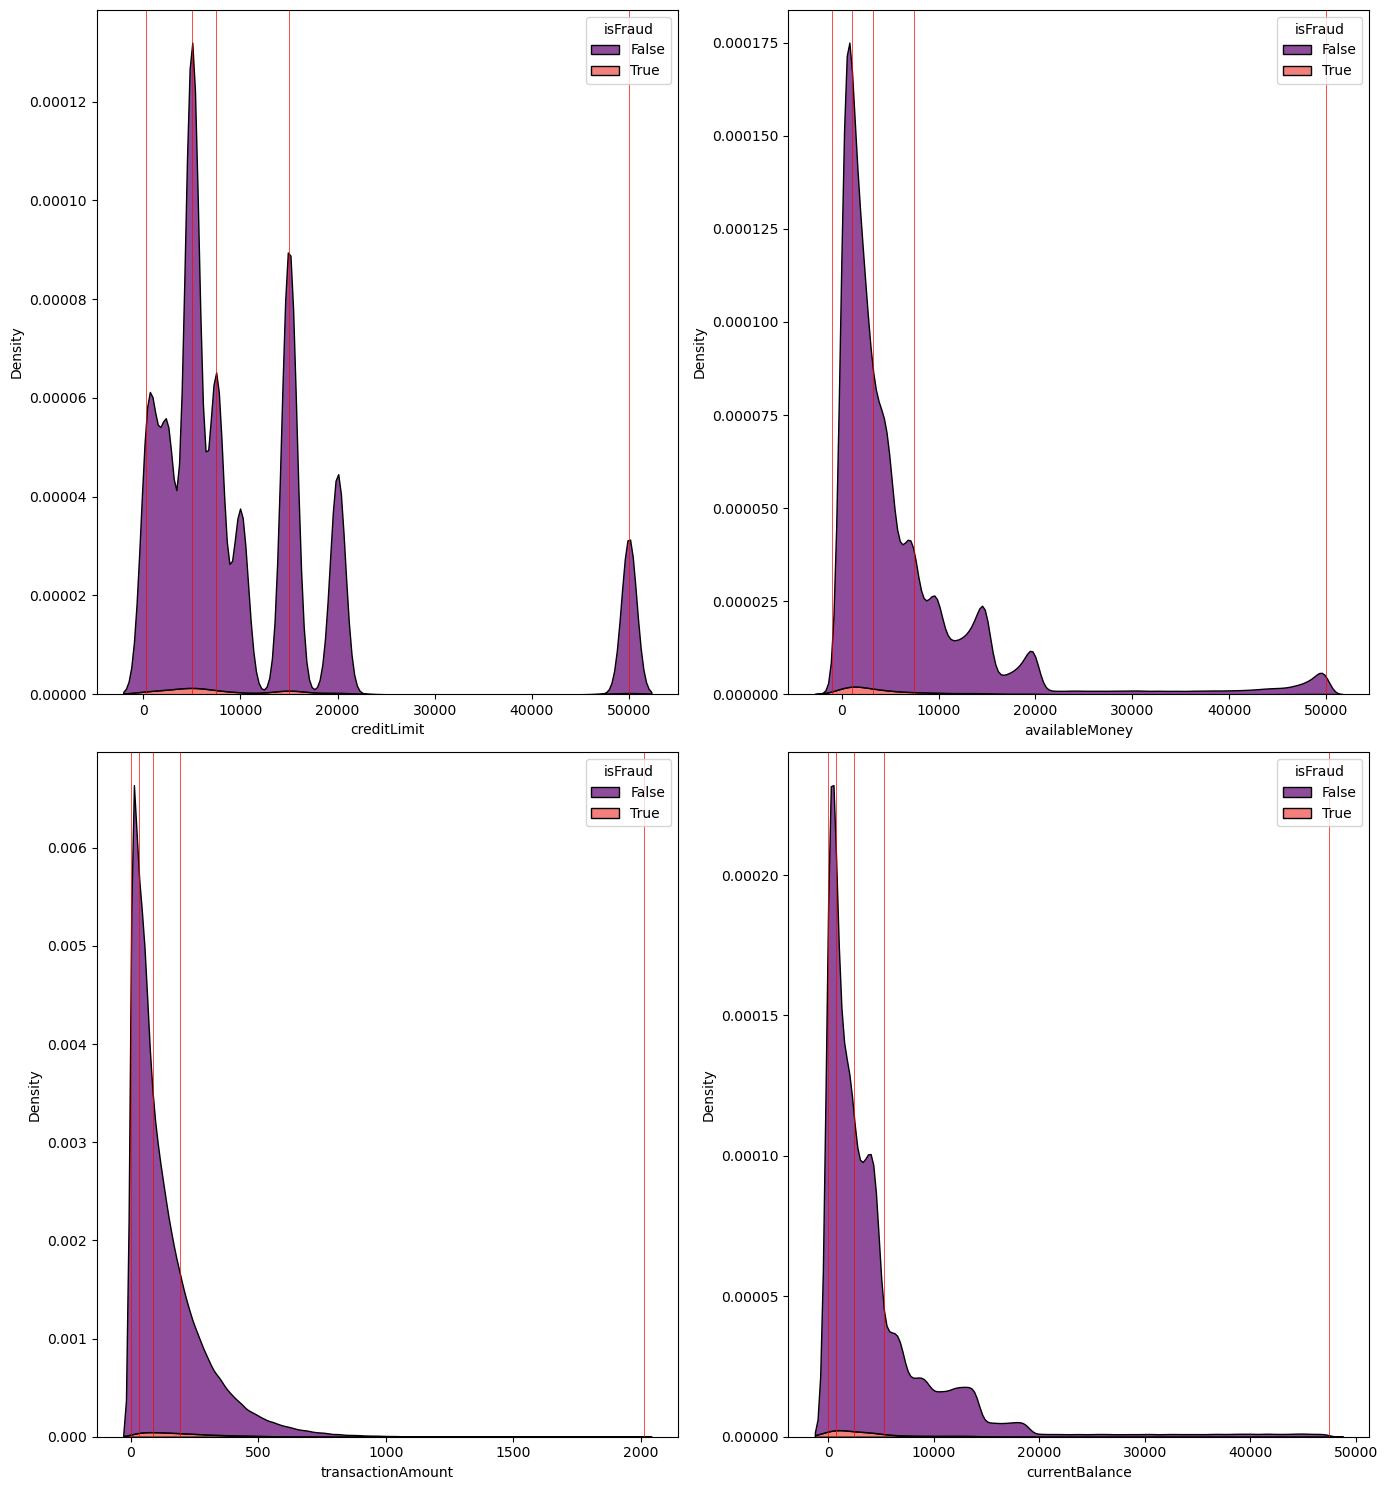 isFraud
False
True
0.00012
0.00010
0.00008
0.00006
0.00004
0.00002
0.00000
Density
0
10000
20000
30000
40000
50000
creditLimit
isFraud
False
True
0.000175
0.000150
0.000125
0.000100
0.000075
0.000050
0.000025
0.000000
Density
0
10000
20000
30000
40000
50000
availableMoney
isFraud
False
True
0.006
0.005
0.004
0.003
0.002
0.001
0.000
Density
0
500
1000
1500
2000
transactionAmount
isFraud
False
True
0.00020
0.00015
0.00010
0.00005
0.00000
Density
0
10000
20000
30000
40000
50000
currentBalance